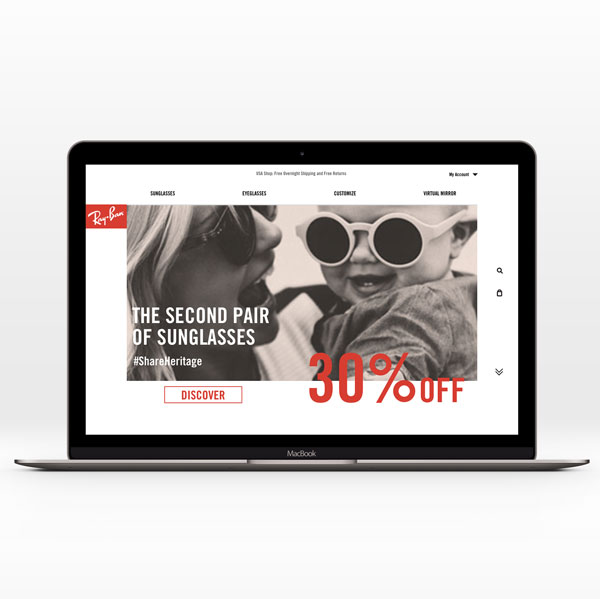 USA Shop: Free Overnight Shipping and Free Returns
My Account
SUNGLASSES EYEGLASSES CUSTOMIZE VIRTUAL MIRROR
Ray-Ban
THE SECOND PAIR
OF SUNGLASSES
#ShareHeritage
30% OFF
DISCOVER
MacBook